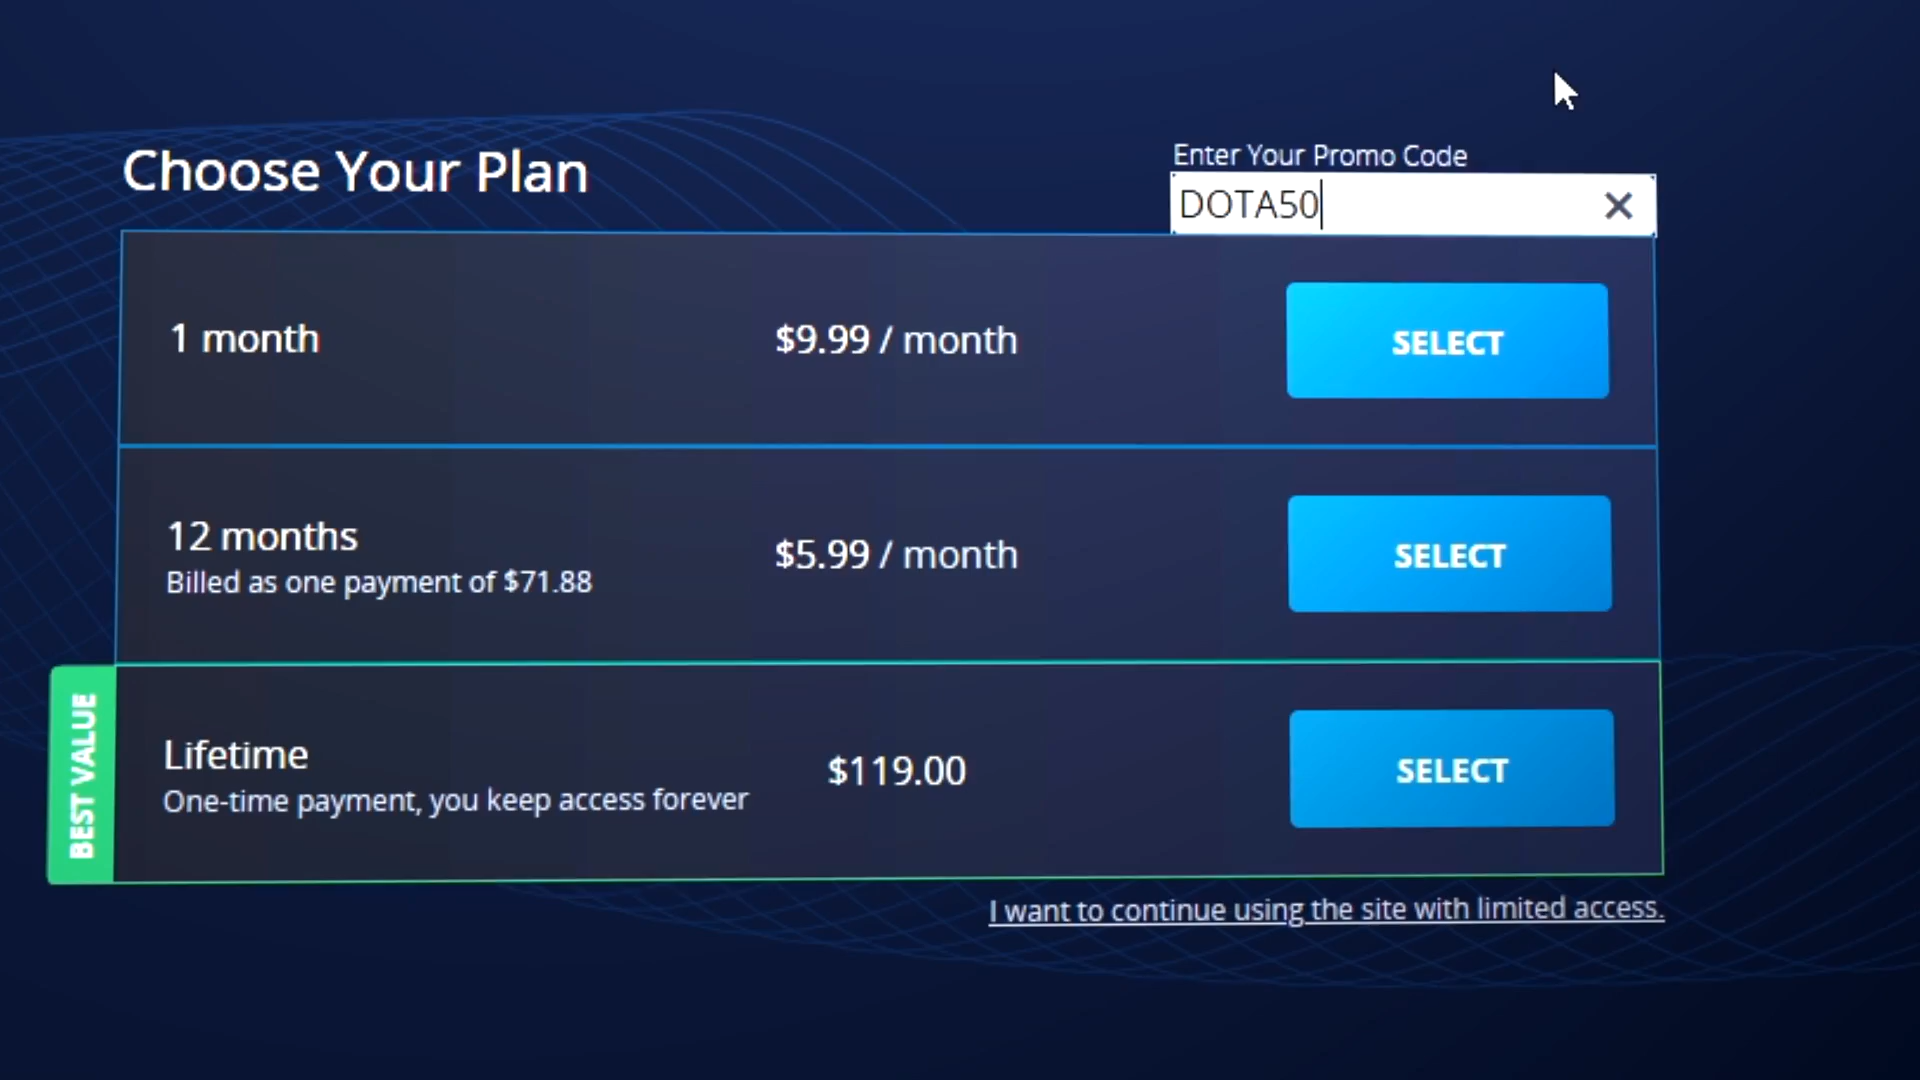 Choose Your Plan
Enter Your Promo Code
DOTA50
1 month
$9.99 / month
SELECT
12 months
Billed as one payment of $71.88
$5.99 / month
SELECT
BEST VALUE
Lifetime
One-time payment, you keep access forever
$119.00
SELECT
I want to continue using the site with limited access.